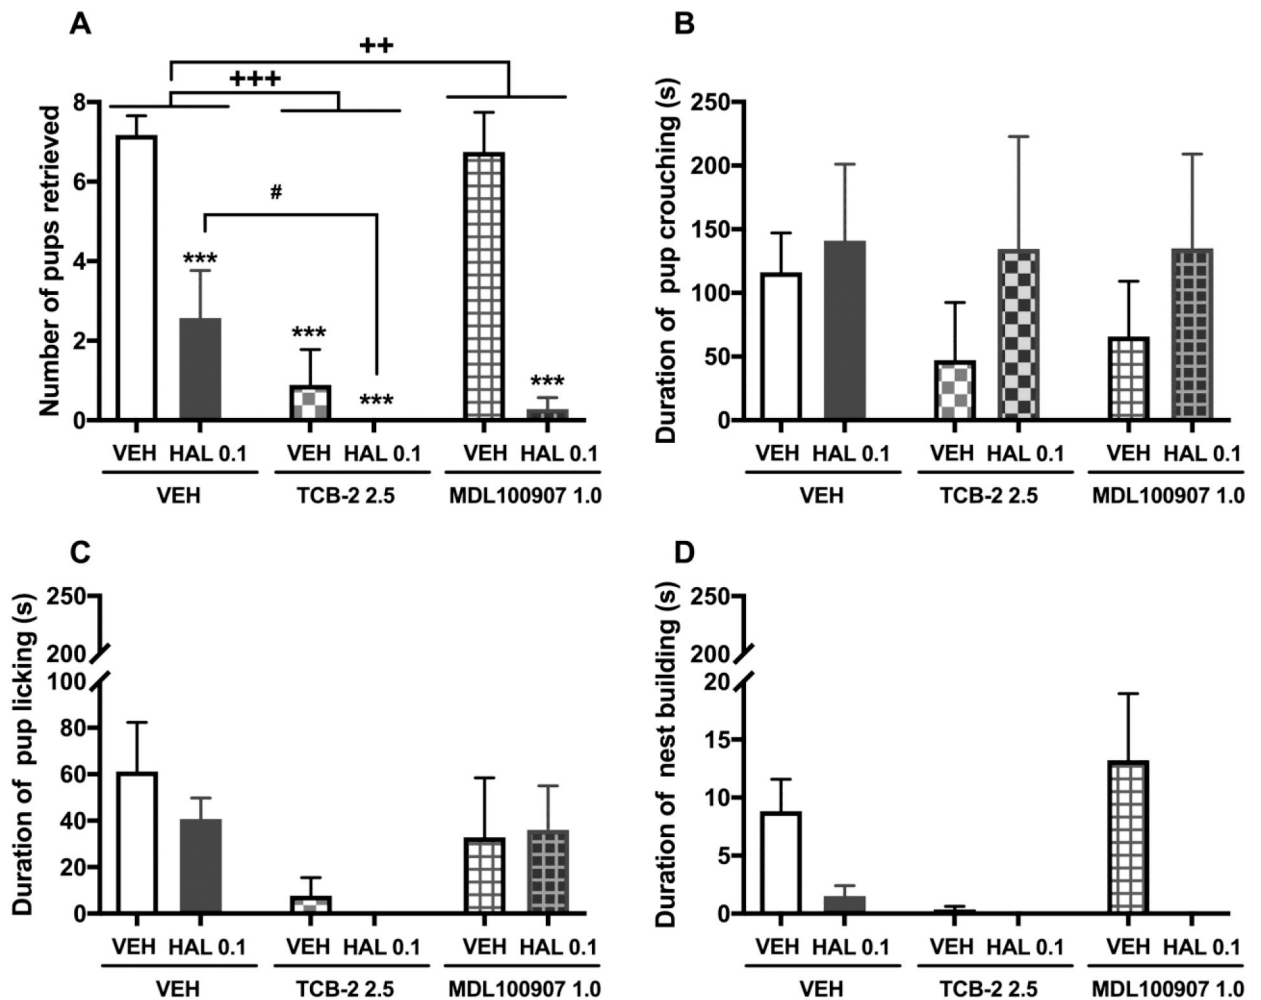 A
++
+++
Number of pups retrieved
8
6
4
2
0
#
***
***
***
***
VEH HAL 0.1 VEH HAL 0.1 VEH HAL 0.1
VEH TCB-2 2.5 MDL100907 1.0
B
Duration of pup crouching (s)
250
200
150
100
50
0
VEH HAL 0.1 VEH HAL 0.1 VEH HAL 0.1
VEH TCB-2 2.5 MDL100907 1.0
C
Duration of pup licking (s)
250
200
100
80
60
40
20
0
VEH HAL 0.1 VEH HAL 0.1 VEH HAL 0.1
VEH TCB-2 2.5 MDL100907 1.0
D
Duration of nest building (s)
250
200
20
15
10
5
0
VEH HAL 0.1 VEH HAL 0.1 VEH HAL 0.1
VEH TCB-2 2.5 MDL100907 1.0